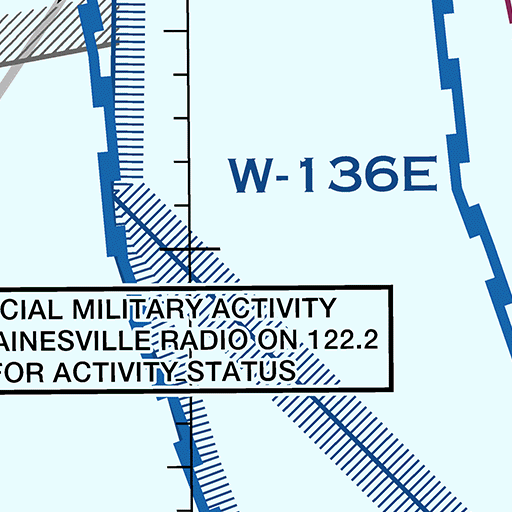 W-136E
CIAL MILITARY ACTIVITY
AINESVILLE RADIO ON 122.2
FOR ACTIVITY STATUS